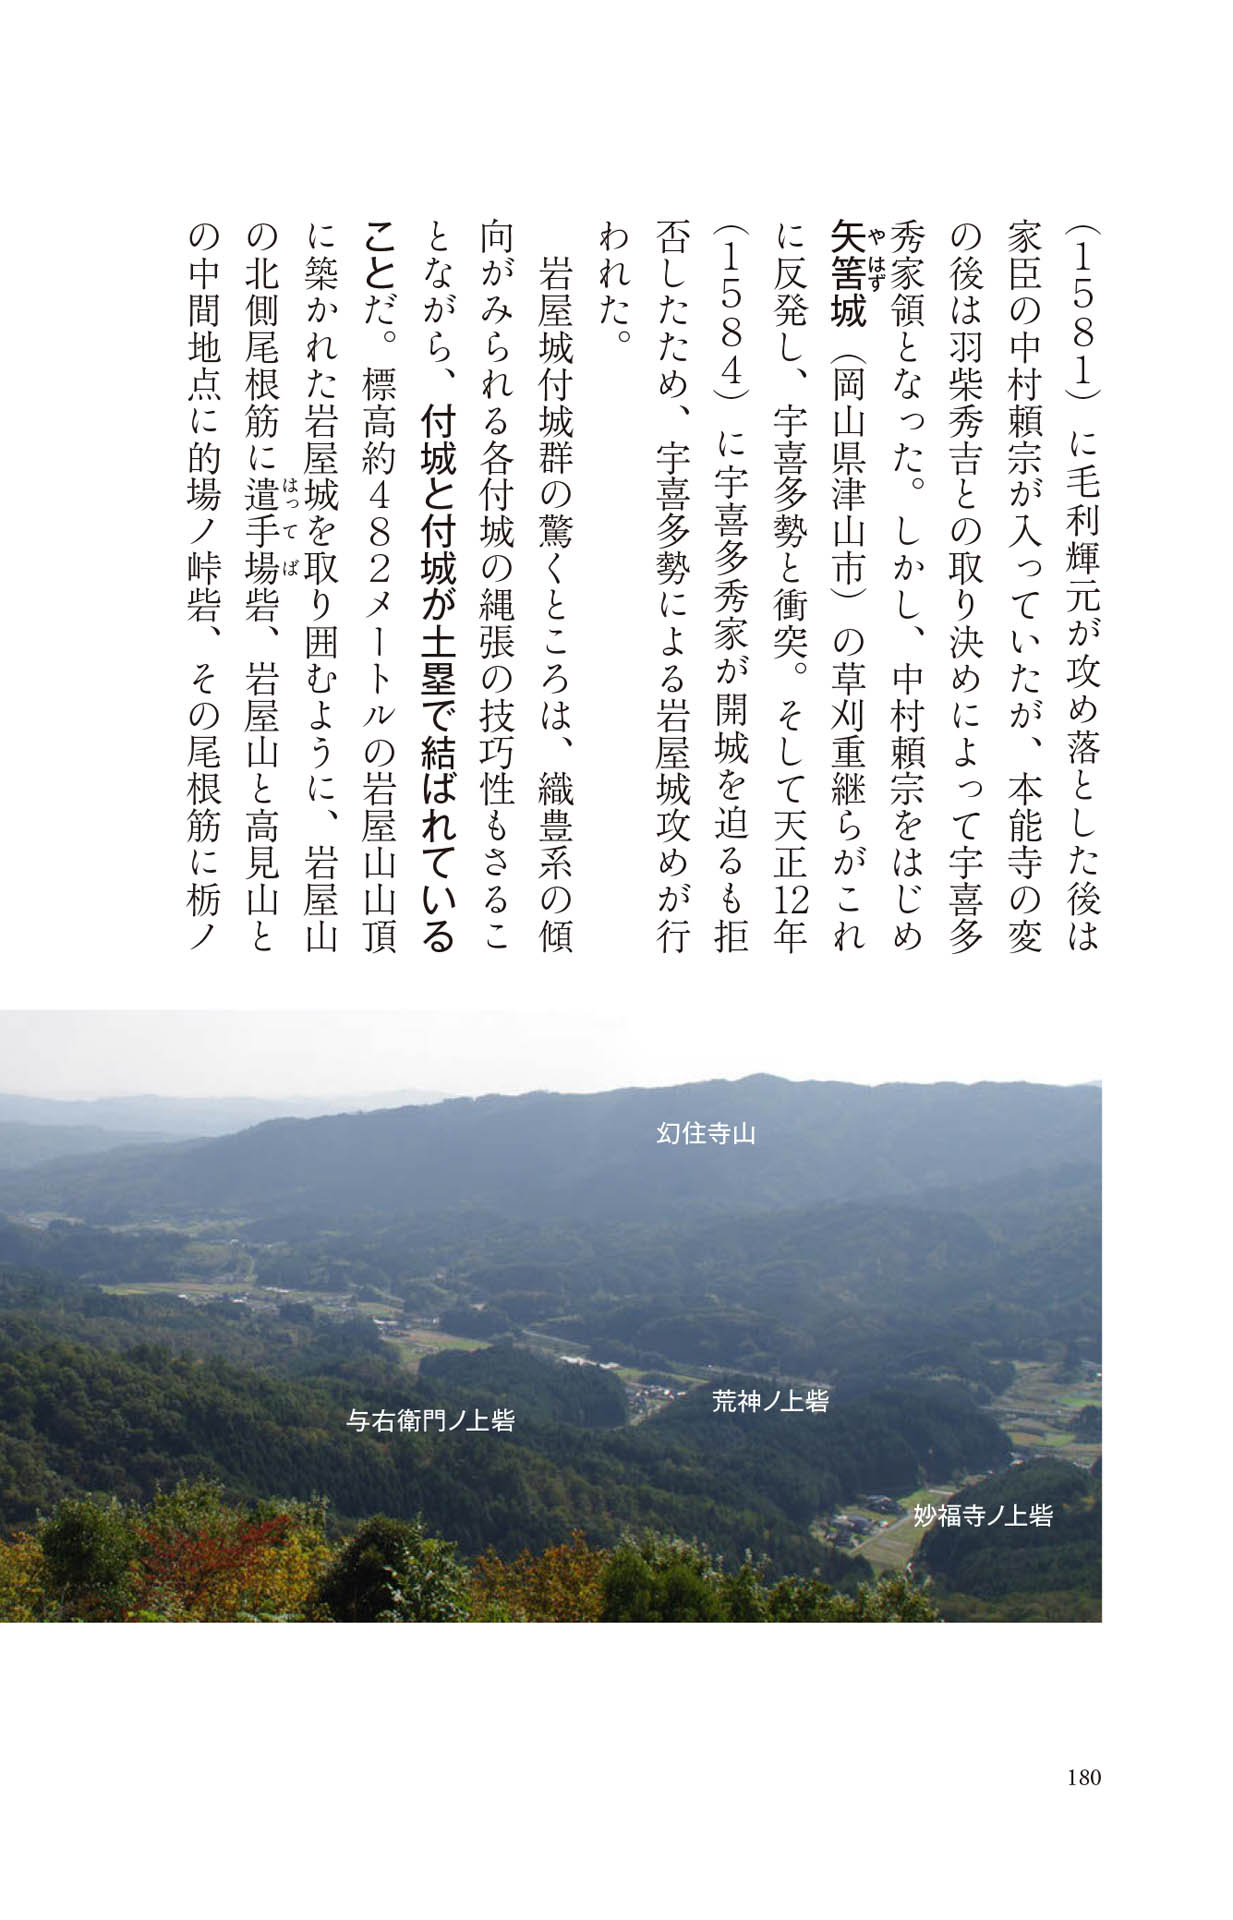 （1581）に毛利輝元が攻め落とした後は
家臣の中村頼宗が入っていたが、本能寺の変
の後は羽柴秀吉との取り決めによって宇喜多
秀家領となった。しかし、中村頼宗をはじめ
矢筈城（岡山県津山市）の草刈重継らがこれ
やはず
に反発し、宇喜多勢と衝突。そして天正12年
（1584）に宇喜多秀家が開城を迫るも拒
否したため、宇喜多勢による岩屋城攻めが行
われた。
岩屋城付城群の驚くところは、織豊系の傾
向がみられる各付城の縄張の技巧性もさるこ
とながら、付城と付城が土塁で結ばれている
ことだ。標高約482メートルの岩屋山山頂
に築かれた岩屋城を取り囲むように、岩屋山
の北側尾根筋に遣手場砦、岩屋山と高見山と
はってば
の中間地点に的場ノ峠砦、その尾根筋に栃ノ
幻住寺山
荒神ノ上砦
与右衛門ノ上砦
妙福寺ノ上砦
180